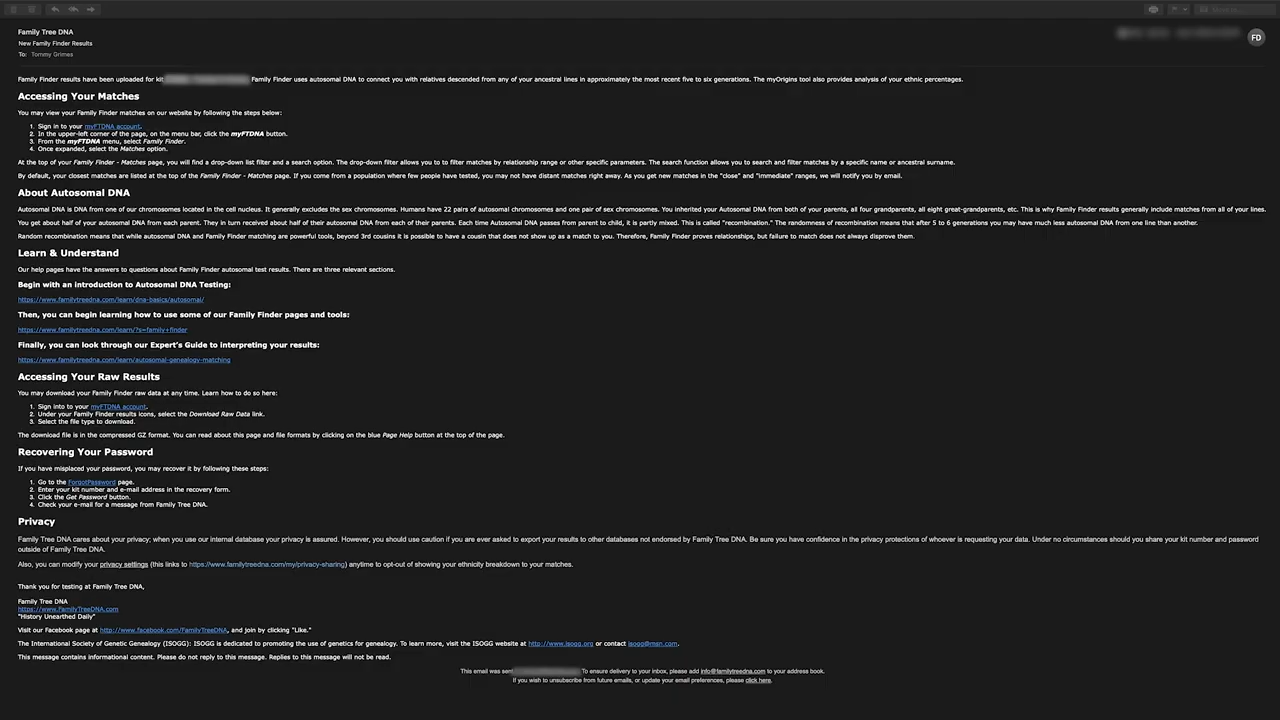 Family Tree DNA
New Family Finder Results
To: Tommy Grimes
FD
Family Finder results have been uploaded for kit Family Finder uses autosomal DNA to connect you with relatives descended from any of your ancestral lines in approximately the most recent five to six generations. The myOrigins tool also provides analysis of your ethnic percentages.
Accessing Your Matches
You may view your Family Finder matches on our website by following the steps below:
1. Sign in to your myFTDNA account.
2. In the upper-left corner of the page, on the menu bar, click the myFTDNA button.
3. From the myFTDNA menu, select Family Finder.
4. Once expanded, select the Matches option.
At the top of your Family Finder - Matches page, you will find a drop-down list filter and a search option. The drop-down filter allows you to to filter matches by relationship range or other specific parameters. The search function allows you to search and filter matches by a specific name or ancestral surname.
By default, your closest matches are listed at the top of the Family Finder - Matches page. If you come from a population where few people have tested, you may not have distant matches right away. As you get new matches in the "close" and "immediate" ranges, we will notify you by email.
About Autosomal DNA
Autosomal DNA is DNA from one of our chromosomes located in the cell nucleus. It generally excludes the sex chromosomes. Humans have 22 pairs of autosomal chromosomes and one pair of sex chromosomes. You inherited your Autosomal DNA from both of your parents, all four grandparents, all eight great-grandparents, etc. This is why Family Finder results generally include matches from all of your lines.
You get about half of your autosomal DNA from each parent. They in turn received about half of their autosomal DNA from each of their parents. Each time Autosomal DNA passes from parent to child, it is partly mixed. This is called "recombination." The randomness of recombination means that after 5 to 6 generations you may have much less autosomal DNA from one line than another.
Random recombination means that while autosomal DNA and Family Finder matching are powerful tools, beyond 3rd cousins it is possible to have a cousin that does not show up as a match to you. Therefore, Family Finder proves relationships, but failure to match does not always disprove them.
Learn & Understand
Our help pages have the answers to questions about Family Finder autosomal test results. There are three relevant sections.
Begin with an introduction to Autosomal DNA Testing:
https://www.familytreedna.com/learn/dna-basics/autosomal/
Then, you can begin learning how to use some of our Family Finder pages and tools:
https://www.familytreedna.com/learn/?s=family+finder
Finally, you can look through our Expert's Guide to interpreting your results:
https://www.familytreedna.com/learn/autosomal-genealogy-matching
Accessing Your Raw Results
You may download your Family Finder raw data at any time. Learn how to do so here:
1. Sign into to your myFTDNA account.
2. Under your Family Finder results icons, select the Download Raw Data link.
3. Select the file type to download.
The download file is in the compressed GZ format. You can read about this page and file formats by clicking on the blue Page Help button at the top of the page.
Recovering Your Password
If you have misplaced your password, you may recover it by following these steps:
1. Go to the ForgotPassword page.
2. Enter your kit number and e-mail address in the recovery form.
3. Click the Get Password button.
4. Check your e-mail for a message from Family Tree DNA.
Privacy
Family Tree DNA cares about your privacy; when you use our internal database your privacy is assured. However, you should use caution if you are ever asked to export your results to other databases not endorsed by Family Tree DNA. Be sure you have confidence in the privacy protections of whoever is requesting your data. Under no circumstances should you share your kit number and password
outside of Family Tree DNA.
Also, you can modify your privacy settings (this links to https://www.familytreedna.com/my/privacy-sharing) anytime to opt-out of showing your ethnicity breakdown to your matches.
Thank you for testing at Family Tree DNA,
Family Tree DNA
https://www.FamilyTreeDNA.com
"History Unearthed Daily"
Visit our Facebook page at http://www.facebook.com/FamilyTreeDNA, and join by clicking "Like."
The International Society of Genetic Genealogy (ISOGG): ISOGG is dedicated to promoting the use of genetics for genealogy. To learn more, visit the ISOGG website at http://www.isogg.org or contact isogg@msn.com.
This message contains informational content. Please do not reply to this message. Replies to this message will not be read.
This email was sent To ensure delivery to your inbox, please add info@familytreedna.com to your address book.
If you wish to unsubscribe from future emails, or update your email preferences, please click here.